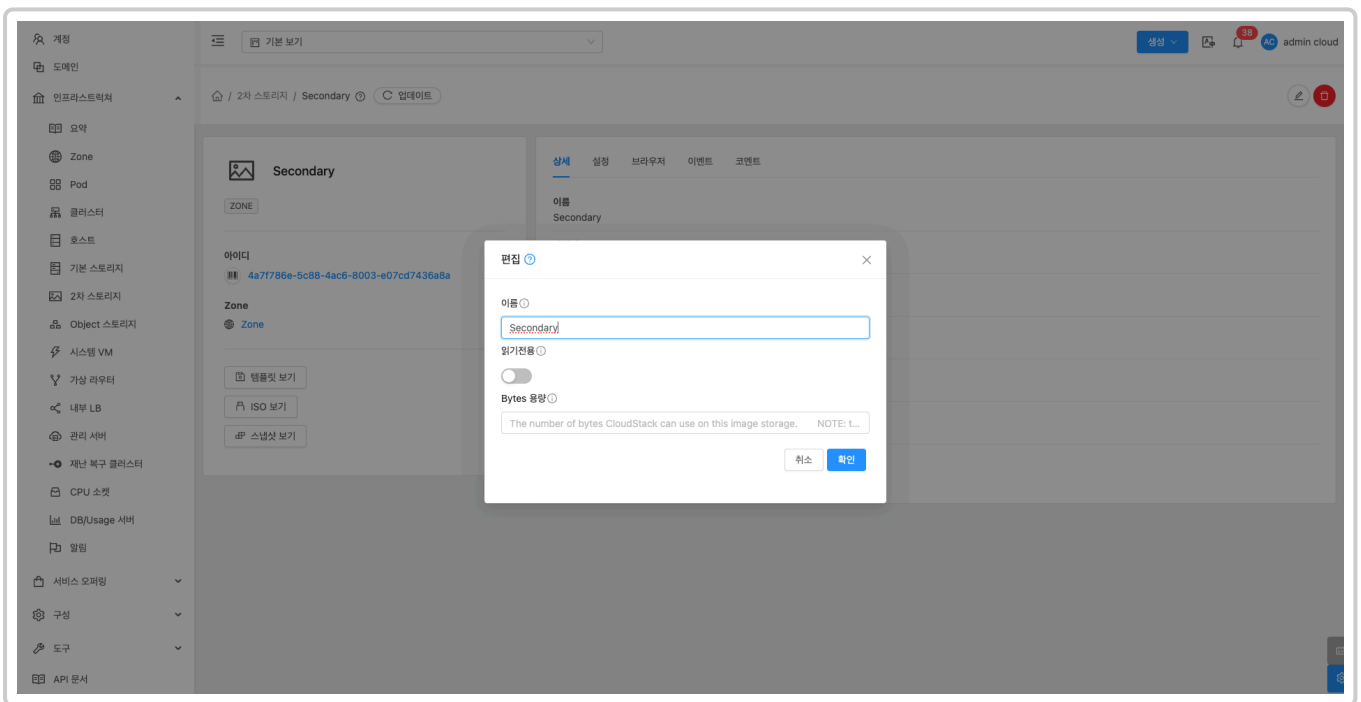 계정
도메인
인프라스트럭쳐
요약
Zone
Pod
클러스터
호스트
기본 스토리지
2차 스토리지
Object 스토리지
시스템 VM
가상 라우터
내부 LB
관리 서버
재난 복구 클러스터
CPU 소켓
DB/Usage 서버
알림
서비스 오퍼링
구성
도구
API 문서
기본 보기
생성
38
AC admin cloud
/ 2차 스토리지 / Secondary 업데이트
Secondary
ZONE
아이디
4a7f786e-5c88-4ac6-8003-e07cd7436a8a
Zone
Zone
템플릿 보기
ISO 보기
스냅샷 보기
상세 설정 브라우저 이벤트 코멘트
이름
Secondary
편집
이름
Secondary
읽기전용
Bytes 용량
The number of bytes CloudStack can use on this image storage. NOTE: t...
취소 확인